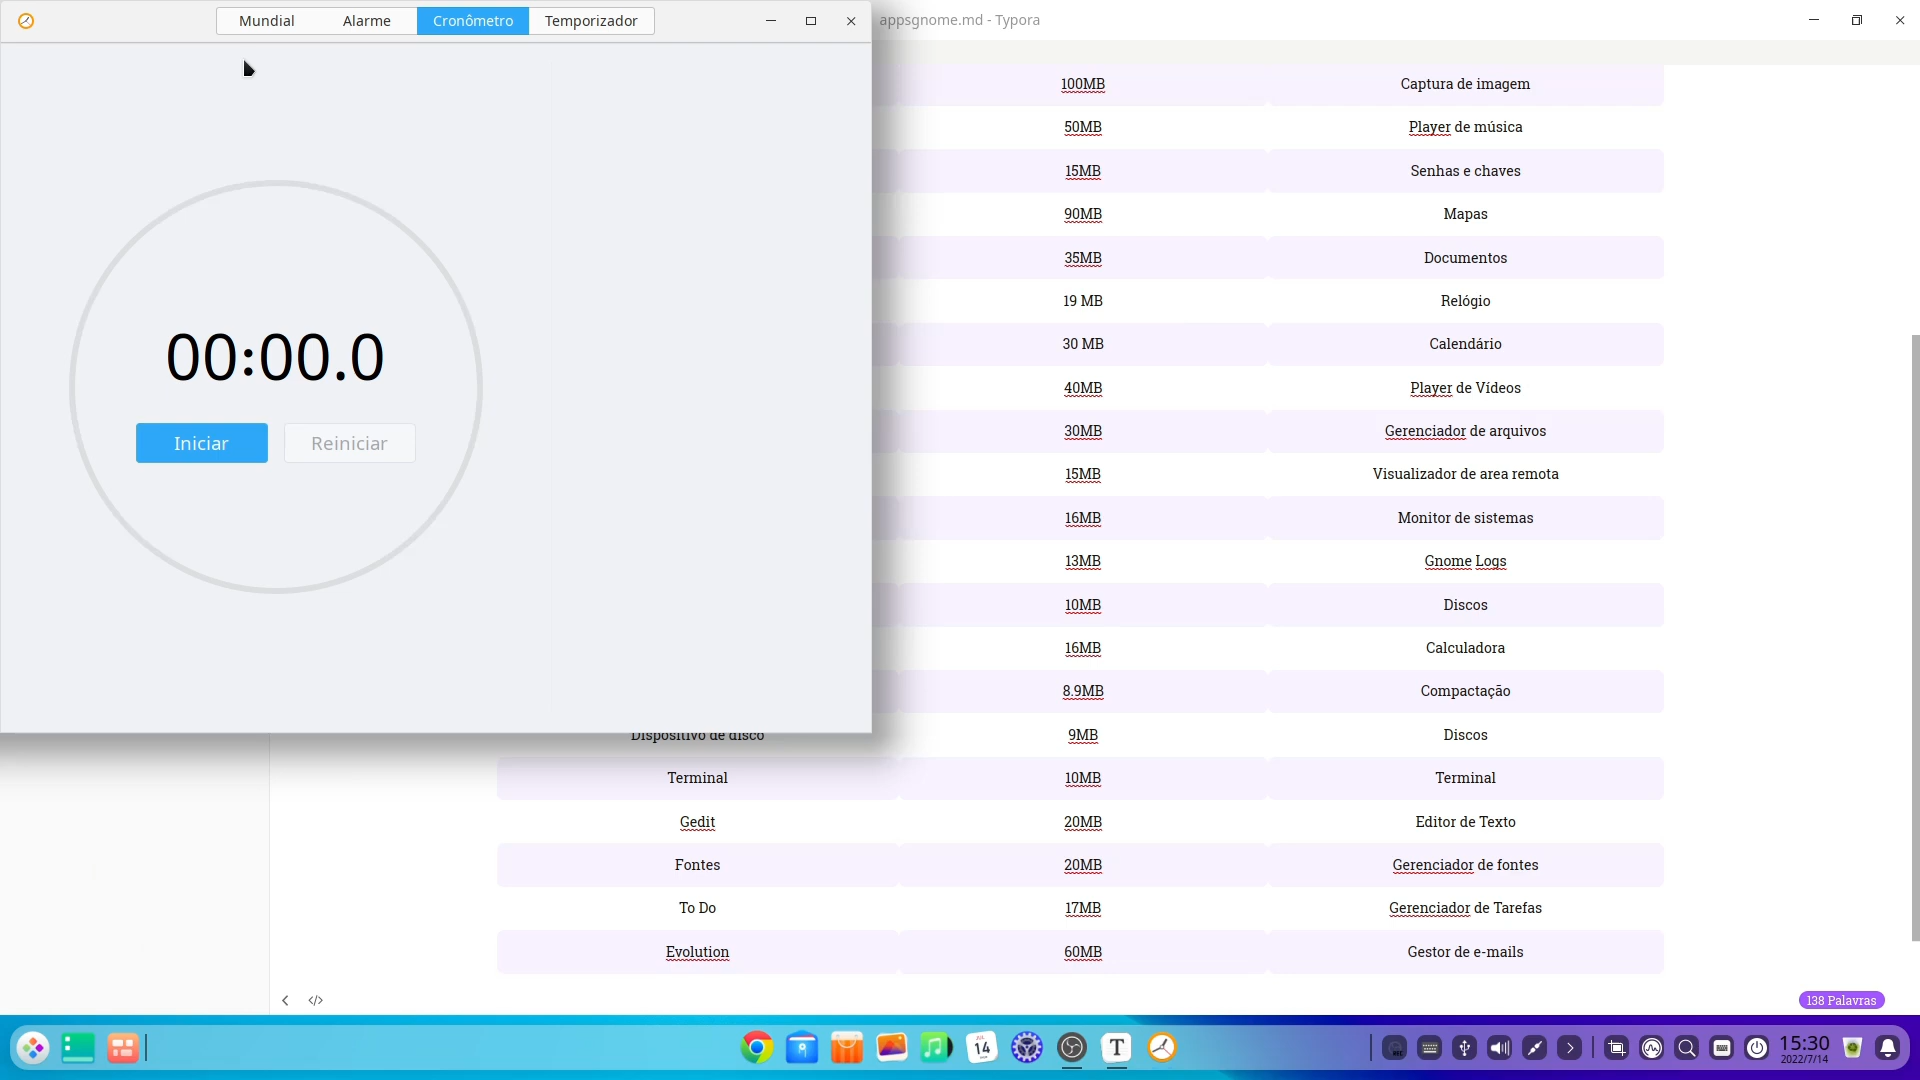 Mundial Alarme Cronômetro Temporizador
appsgnome.md - Typora
00:00.0
Iniciar Reiniciar
100MB Captura de imagem
50MB Player de música
15MB Senhas e chaves
90MB Mapas
35MB Documentos
19 MB Relógio
30 MB Calendário
40MB Player de Vídeos
30MB Gerenciador de arquivos
15MB Visualizador de area remota
16MB Monitor de sistemas
13MB Gnome Logs
10MB Discos
16MB Calculadora
8.9MB Compactação
Dispositivo de disco 9MB Discos
Terminal 10MB Terminal
Gedit 20MB Editor de Texto
Fontes 20MB Gerenciador de fontes
To Do 17MB Gerenciador de Tarefas
Evolution 60MB Gestor de e-mails
</>
138 Palavras
14
T
15:30
2022/7/14